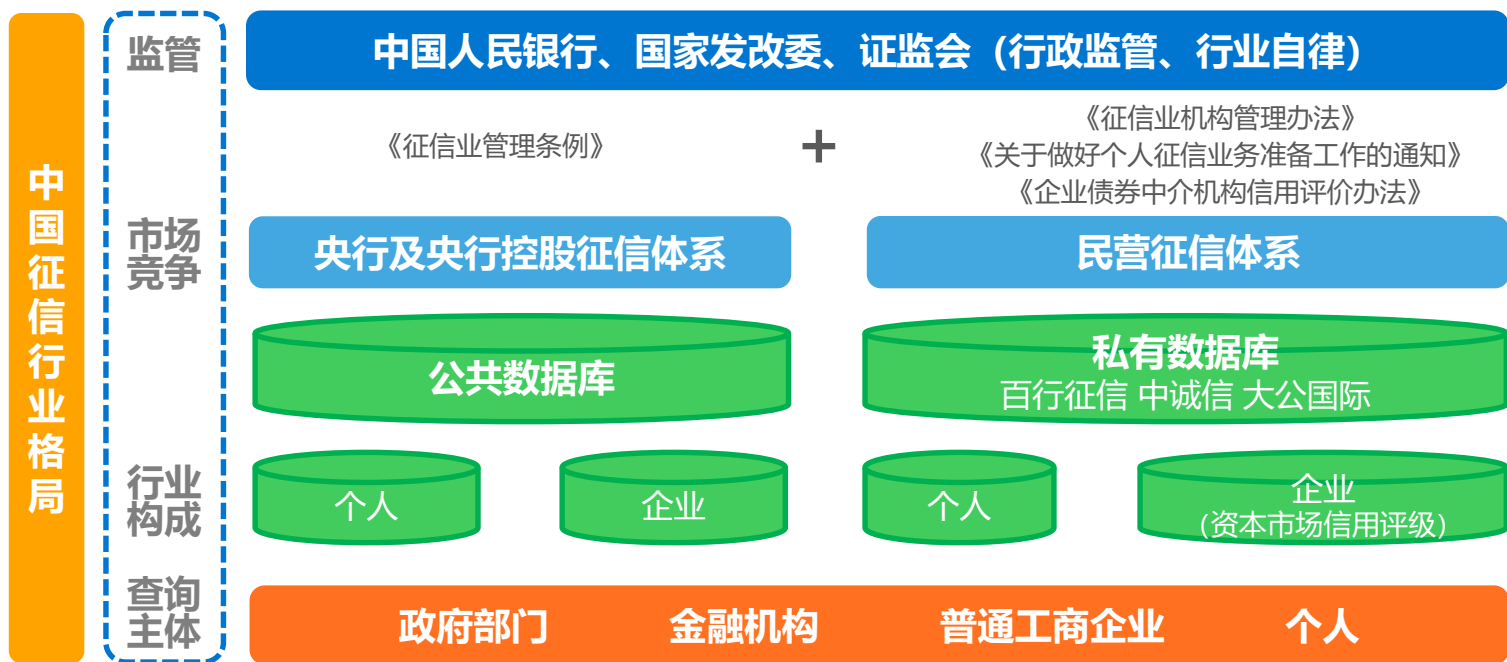 中国征信行业格局
监管
中国人民银行、国家发改委、证监会（行政监管、行业自律）
《征信业管理条例》
+
《征信业机构管理办法》
《关于做好个人征信业务准备工作的通知》
《企业债券中介机构信用评价办法》
市场
竞争
央行及央行控股征信体系
民营征信体系
公共数据库
私有数据库
百行征信 中诚信 大公国际
行业
构成
个人
企业
个人
企业
（资本市场信用评级）
查询
主体
政府部门 金融机构 普通工商企业 个人